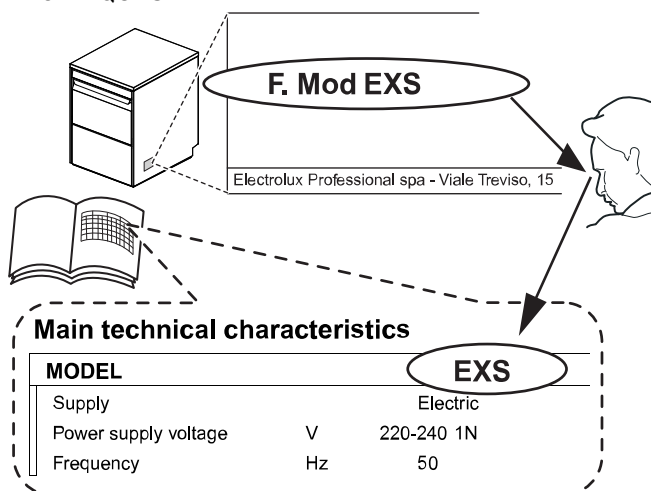 F. Mod EXS
Electrolux Professional spa - Viale Treviso, 15
Main technical characteristics
MODEL EXS
Supply Electric
Power supply voltage V 220-240 1N
Frequency Hz 50